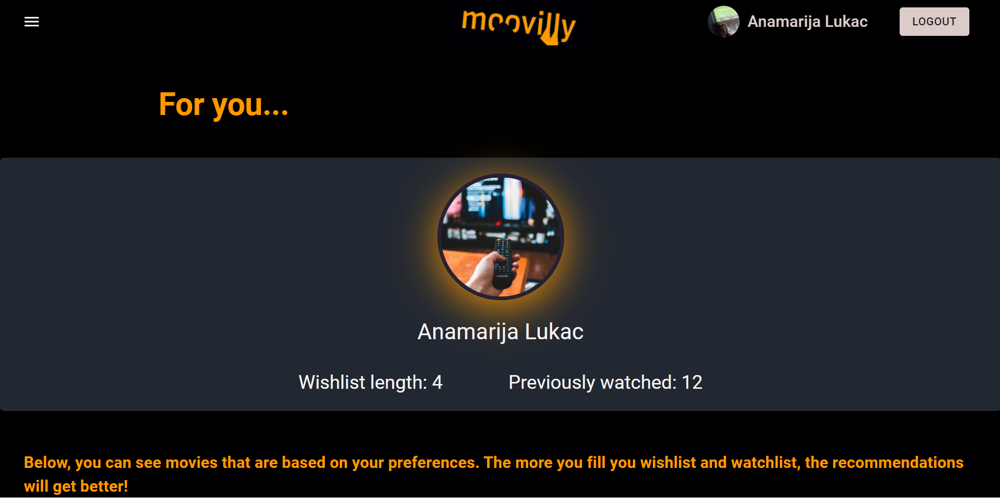 moovilly
Anamarija Lukac
LOGOUT
For you...
SAMSUNG
Anamarija Lukac
Wishlist length: 4
Previously watched: 12
Below, you can see movies that are based on your preferences. The more you fill you wishlist and watchlist, the recommendations
will get better!